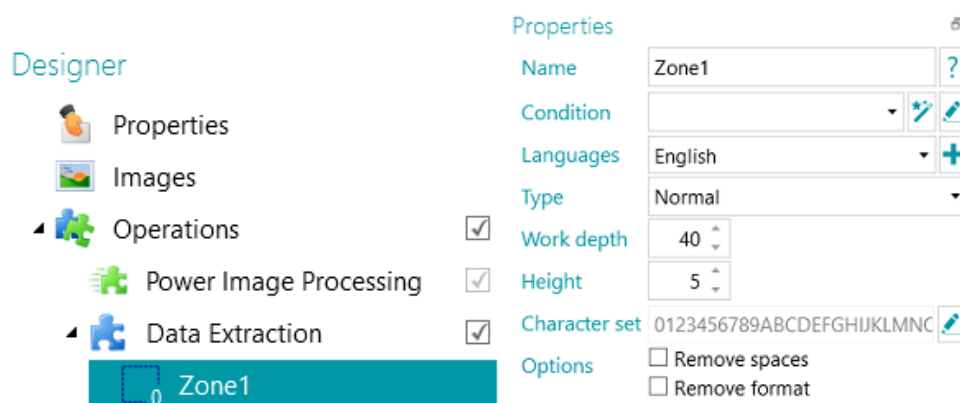 Designer
Properties
Images
Operations
Power Image Processing
Data Extraction
0 Zone1
Properties
Name Zone1 ?
Condition
Languages English
Type Normal
Work depth 40
Height 5
Character set 0123456789ABCDEFGHIJKLMNO
Options Remove spaces
Remove format